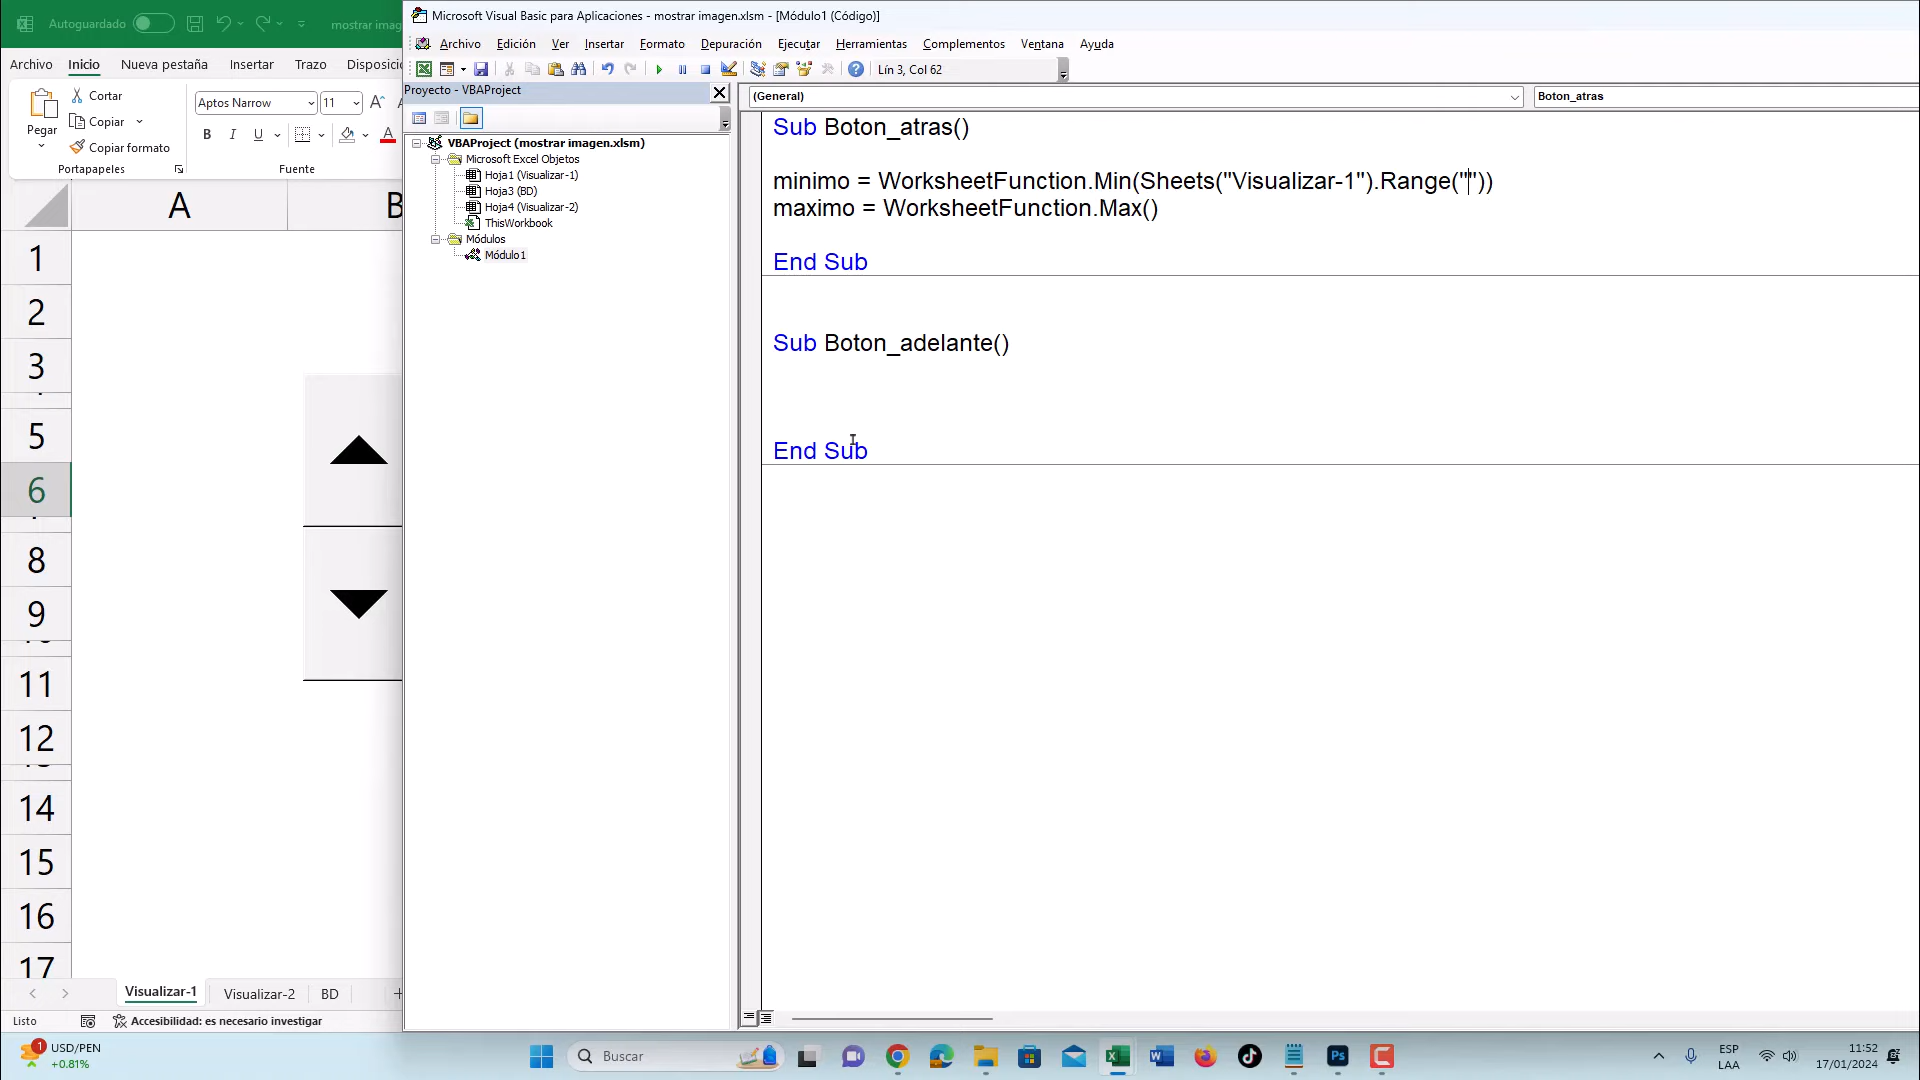 Autoguardado
mostrar imag
Archivo
Inicio
Nueva pestaña
Insertar
Trazo
Disposici
Pegar
Cortar
Copiar
Copiar formato
Portapapeles
Aptos Narrow
11
A
N K S
Fuente
A
B
1
2
3
5
6
8
9
11
12
14
15
16
17
Visualizar-1
Visualizar-2
BD
Listo
Accesibilidad: es necesario investigar
Microsoft Visual Basic para Aplicaciones - mostrar imagen.xlsm - [Módulo1 (Código)]
Archivo Edición Ver Insertar Formato Depuración Ejecutar Herramientas Complementos Ventana Ayuda
Lín 3, Col 62
Proyecto - VBAProject
VBAProject (mostrar imagen.xlsm)
Microsoft Excel Objetos
Hoja1 (Visualizar-1)
Hoja3 (BD)
Hoja4 (Visualizar-2)
ThisWorkbook
Módulos
Módulo1
(General)
Boton_atras
Sub Boton_atras()
minimo = WorksheetFunction.Min(Sheets("Visualizar-1").Range(""))
maximo = WorksheetFunction.Max()
End Sub
Sub Boton_adelante()
End Sub
1
USD/PEN
+0.81%
Buscar
ESP
LAA
11:52
17/01/2024